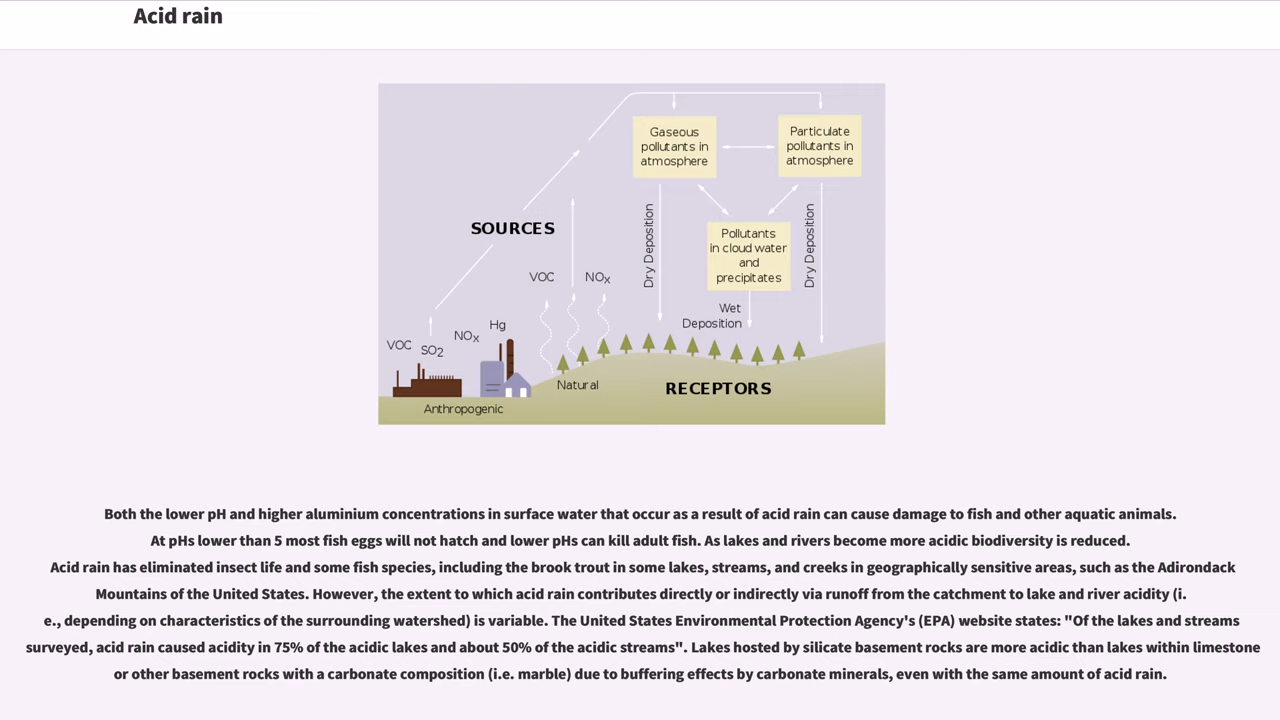 Acid rain
Gaseous
pollutants in
atmosphere
Particulate
pollutants in
atmosphere
SOURCES
Dry Deposition
Dry Deposition
Pollutants
in cloud water
and
precipitates
VOC
NOx
Wet
Deposition
Hg
NOx
VOC
SO2
Natural
RECEPTORS
Anthropogenic
Both the lower pH and higher aluminium concentrations in surface water that occur as a result of acid rain can cause damage to fish and other aquatic animals.
At pHs lower than 5 most fish eggs will not hatch and lower pHs can kill adult fish. As lakes and rivers become more acidic biodiversity is reduced.
Acid rain has eliminated insect life and some fish species, including the brook trout in some lakes, streams, and creeks in geographically sensitive areas, such as the Adirondack
Mountains of the United States. However, the extent to which acid rain contributes directly or indirectly via runoff from the catchment to lake and river acidity (i.
e., depending on characteristics of the surrounding watershed) is variable. The United States Environmental Protection Agency's (EPA) website states: "Of the lakes and streams
surveyed, acid rain caused acidity in 75% of the acidic lakes and about 50% of the acidic streams". Lakes hosted by silicate basement rocks are more acidic than lakes within limestone
or other basement rocks with a carbonate composition (i.e. marble) due to buffering effects by carbonate minerals, even with the same amount of acid rain.